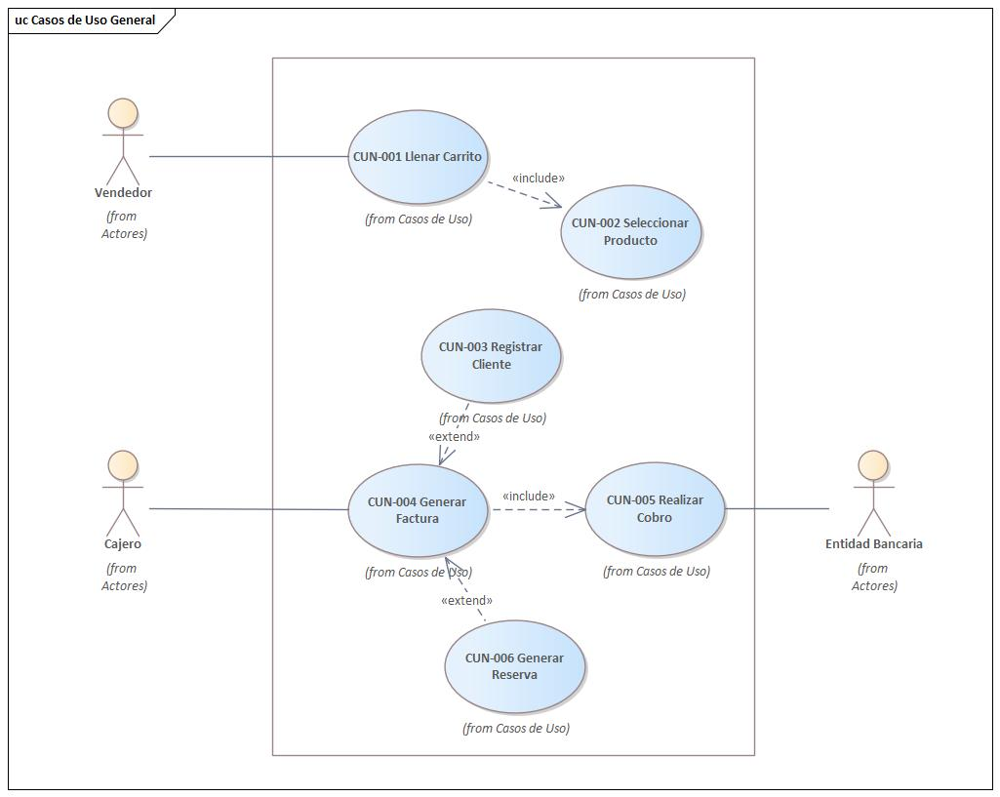 uc Casos de Uso General
Vendedor
(from
Actores)
CUN-001 Llenar Carrito
(from Casos de Uso)
«include»
CUN-002 Seleccionar
Producto
(from Casos de Uso)
CUN-003 Registrar
Cliente
(from Casos de Uso)
«extend»
Cajero
(from
Actores)
CUN-004 Generar
Factura
(from Casos de Uso)
«include»
CUN-005 Realizar
Cobro
(from Casos de Uso)
Entidad Bancaria
(from
Actores)
«extend»
CUN-006 Generar
Reserva
(from Casos de Uso)